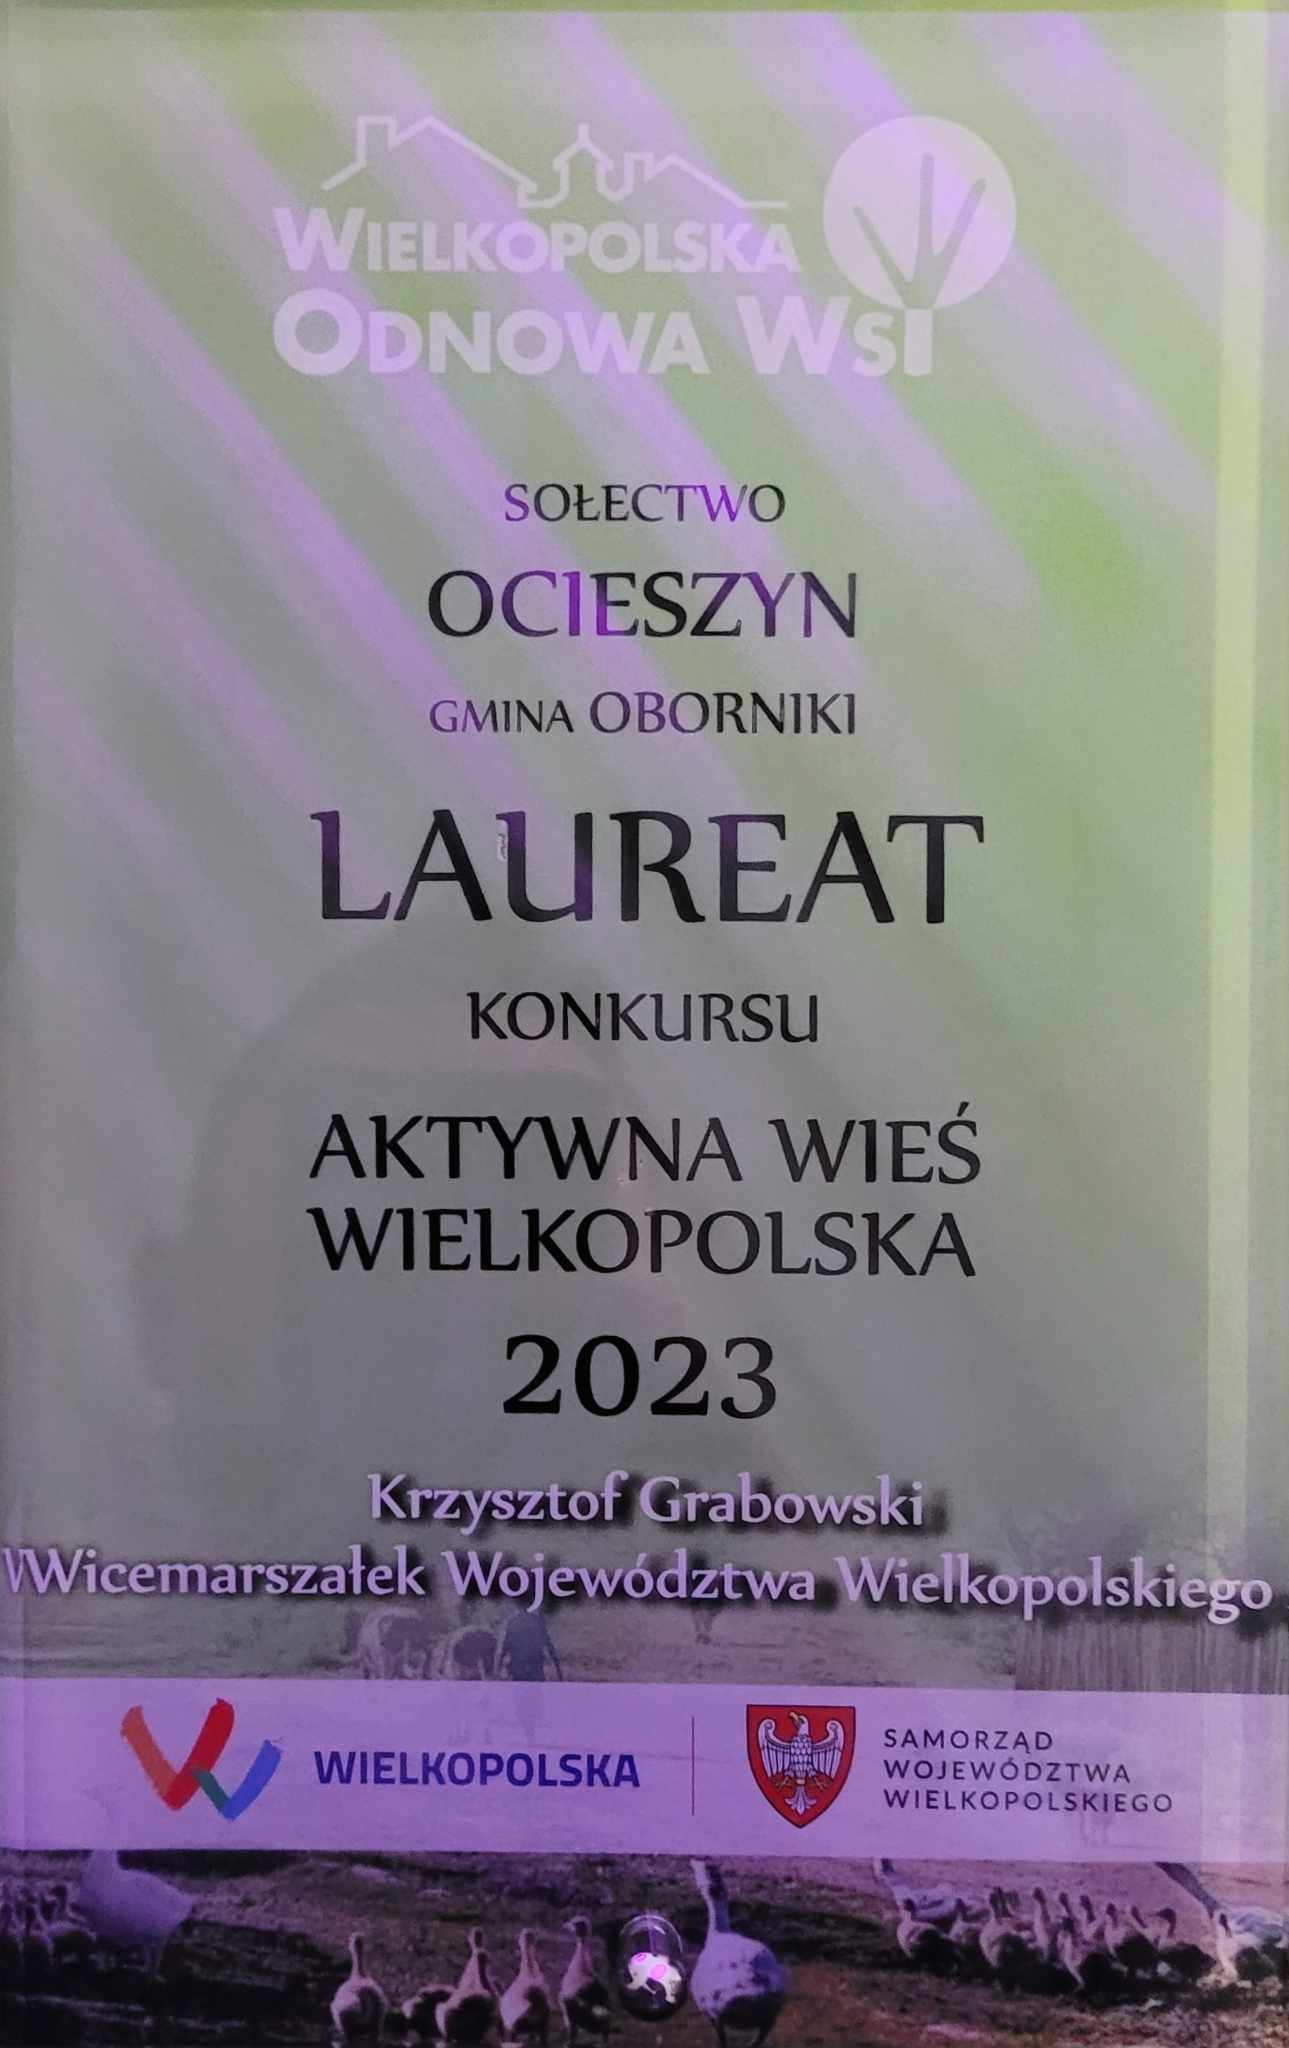 WIELKOPOLSKA
ODNOWA WSI
SOŁECTWO
OCIESZYN
GMINA OBORNIKI
LAUREAT
KONKURSU
AKTYWNA WIEŚ
WIELKOPOLSKA
2023
Krzysztof Grabowski
Wicemarszałek Województwa Wielkopolskiego
WIELKOPOLSKA
SAMORZĄD
WOJEWÓDZTWA
WIELKOPOLSKIEGO